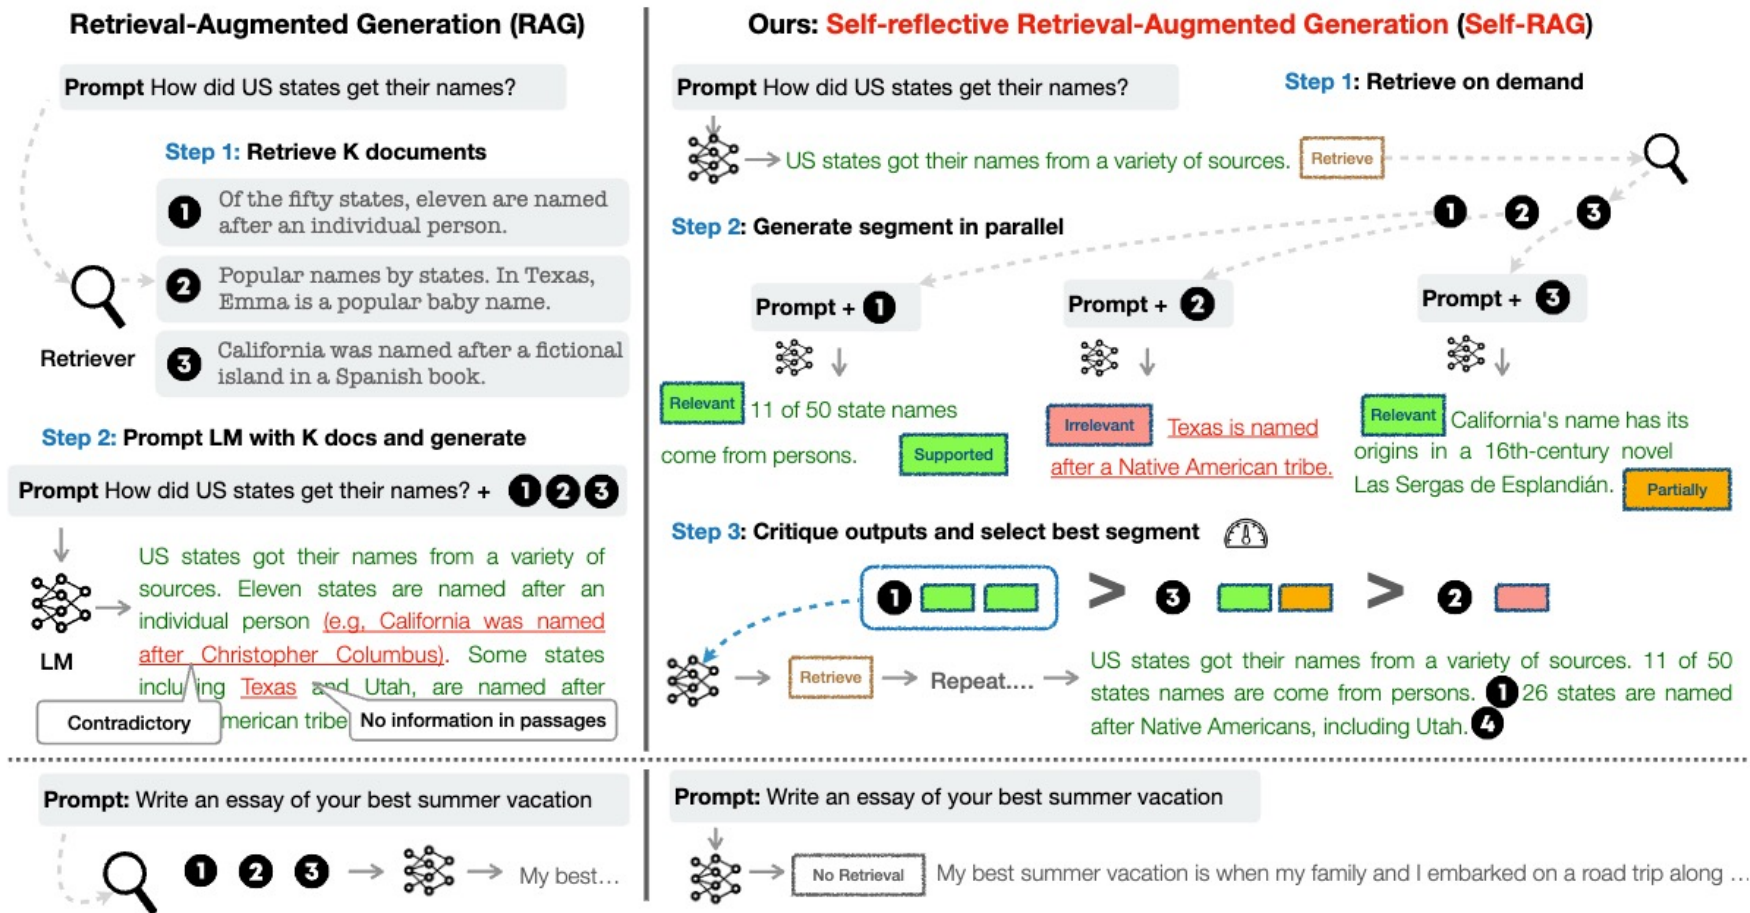 Retrieval-Augmented Generation (RAG)
Prompt How did US states get their names?
Step 1: Retrieve K documents
1 Of the fifty states, eleven are named
after an individual person.
2 Popular names by states. In Texas,
Emma is a popular baby name.
3 California was named after a fictional
island in a Spanish book.
Retriever
Step 2: Prompt LM with K docs and generate
Prompt How did US states get their names? + 1 2 3
US states got their names from a variety of
sources. Eleven states are named after an
individual person (e.g, California was named
after Christopher Columbus). Some states
including Texas and Utah, are named after
merican tribe
LM
Contradictory
No information in passages
Prompt: Write an essay of your best summer vacation
1 2 3
My best...
Ours: Self-reflective Retrieval-Augmented Generation (Self-RAG)
Prompt How did US states get their names?
Step 1: Retrieve on demand
US states got their names from a variety of sources. Retrieve
1 2 3
Step 2: Generate segment in parallel
Prompt + 1
Prompt + 2
Prompt + 3
Relevant 11 of 50 state names
come from persons. Supported
Irrelevant Texas is named
after a Native American tribe.
Relevant California's name has its
origins in a 16th-century novel
Las Sergas de Esplandián. Partially
Step 3: Critique outputs and select best segment
1 > 3 > 2
Retrieve
Repeat....
US states got their names from a variety of sources. 11 of 50
states names are come from persons. 1 26 states are named
after Native Americans, including Utah. 4
Prompt: Write an essay of your best summer vacation
No Retrieval
My best summer vacation is when my family and I embarked on a road trip along ...